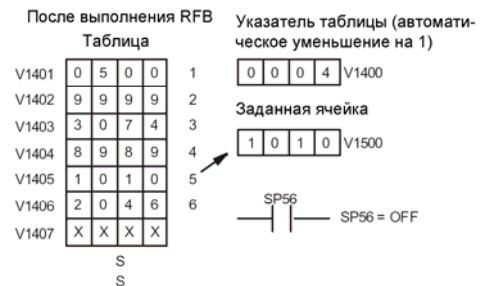 После выполнения RFB
Таблица
V1401 0 5 0 0 1
V1402 9 9 9 9 2
V1403 3 0 7 4 3
V1404 8 9 8 9 4
V1405 1 0 1 0 5
V1406 2 0 4 6 6
V1407 X X X X
S
S
Указатель таблицы (автомати-
ческое уменьшение на 1)
0 0 0 4 V1400
Заданная ячейка
1 0 1 0 V1500
SP56
SP56 = OFF